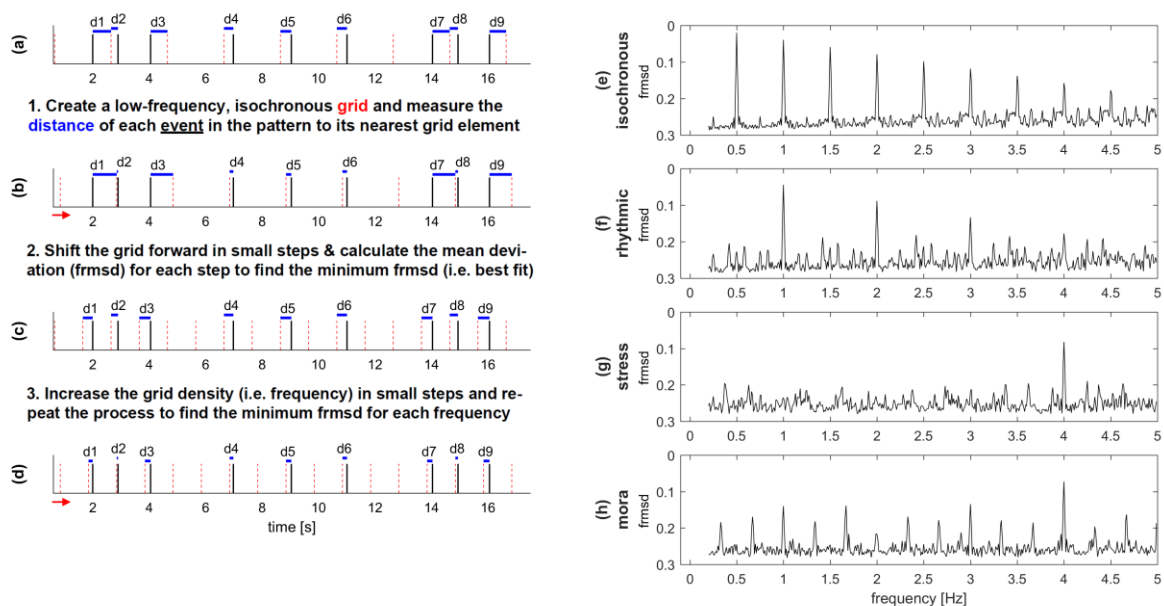 (a)
d1 d2 d3 d4 d5 d6 d7 d8 d9
2 4 6 8 10 12 14 16
1. Create a low-frequency, isochronous grid and measure the
distance of each event in the pattern to its nearest grid element
(b)
d1 d2 d3 d4 d5 d6 d7 d8 d9
2 4 6 8 10 12 14 16
2. Shift the grid forward in small steps & calculate the mean devi-
ation (frmsd) for each step to find the minimum frmsd (i.e. best fit)
(c)
d1 d2 d3 d4 d5 d6 d7 d8 d9
2 4 6 8 10 12 14 16
3. Increase the grid density (i.e. frequency) in small steps and re-
peat the process to find the minimum frmsd for each frequency
(d)
d1 d2 d3 d4 d5 d6 d7 d8 d9
2 4 6 8 10 12 14 16
time [s]
(e)
isochronous
frmsd
0
0.1
0.2
0.3
0 0.5 1 1.5 2 2.5 3 3.5 4 4.5 5
(f)
rhythmic
frmsd
0
0.1
0.2
0.3
0 0.5 1 1.5 2 2.5 3 3.5 4 4.5 5
(g)
stress
frmsd
0
0.1
0.2
0.3
0 0.5 1 1.5 2 2.5 3 3.5 4 4.5 5
(h)
mora
frmsd
0
0.1
0.2
0.3
0 0.5 1 1.5 2 2.5 3 3.5 4 4.5 5
frequency [Hz]